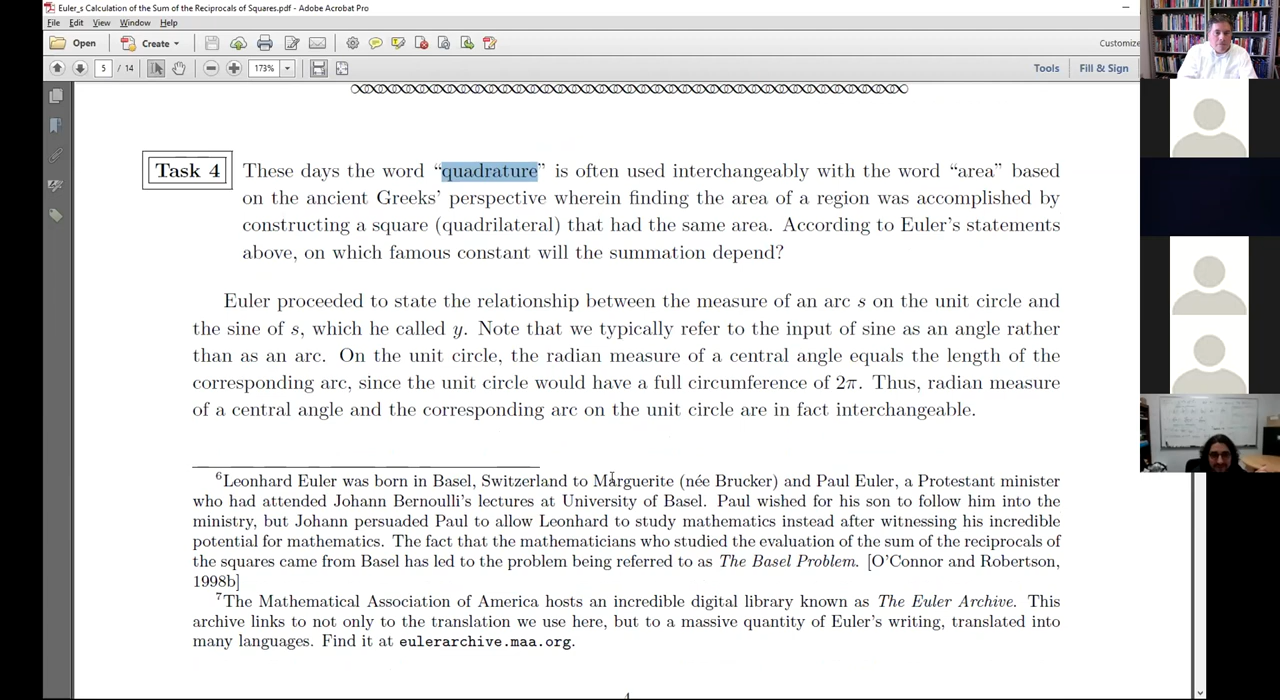 Euler_s Calculation of the Sum of the Reciprocals of Squares.pdf - Adobe Acrobat Pro
File Edit View Window Help
Open Create Customize
5 / 14 173% Tools Fill & Sign
Task 4 These days the word “quadrature” is often used interchangeably with the word “area” based
on the ancient Greeks’ perspective wherein finding the area of a region was accomplished by
constructing a square (quadrilateral) that had the same area. According to Euler’s statements
above, on which famous constant will the summation depend?
Euler proceeded to state the relationship between the measure of an arc s on the unit circle and
the sine of s, which he called y. Note that we typically refer to the input of sine as an angle rather
than as an arc. On the unit circle, the radian measure of a central angle equals the length of the
corresponding arc, since the unit circle would have a full circumference of 2π. Thus, radian measure
of a central angle and the corresponding arc on the unit circle are in fact interchangeable.
6Leonhard Euler was born in Basel, Switzerland to Marguerite (née Brucker) and Paul Euler, a Protestant minister
who had attended Johann Bernoulli’s lectures at University of Basel. Paul wished for his son to follow him into the
ministry, but Johann persuaded Paul to allow Leonhard to study mathematics instead after witnessing his incredible
potential for mathematics. The fact that the mathematicians who studied the evaluation of the sum of the reciprocals of
the squares came from Basel has led to the problem being referred to as The Basel Problem. [O’Connor and Robertson,
1998b]
7The Mathematical Association of America hosts an incredible digital library known as The Euler Archive. This
archive links to not only to the translation we use here, but to a massive quantity of Euler’s writing, translated into
many languages. Find it at eulerarchive.maa.org.